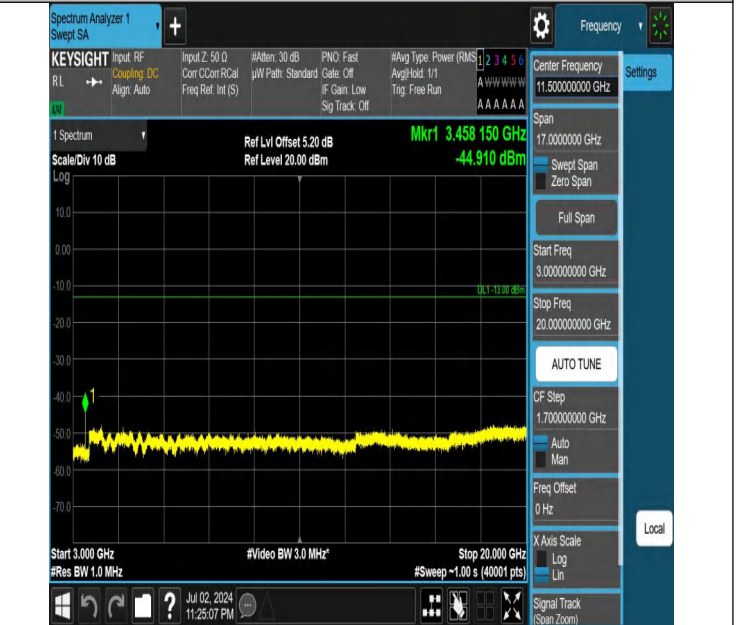 Spectrum Analyzer 1
Swept SA
+
Frequency
KEYSIGHT
RL
Input: RF
Coupling: DC
Align: Auto
Input Z: 50 Ω
Corr CCorr RCal
Freq Ref: Int (S)
#Atten: 30 dB
µW Path: Standard
PNO: Fast
Gate: Off
IF Gain: Low
Sig Track: Off
#Avg Type: Power (RMS
Avg|Hold: 1/1
Trig: Free Run
1 2 3 4 5 6
A W W W W W
A A A A A A
1 Spectrum
Scale/Div 10 dB
Ref Lvl Offset 5.20 dB
Ref Level 20.00 dBm
Mkr1 3.458 150 GHz
-44.910 dBm
Log
10.0
0.00
-10.0
DL1 -13.00 dBm
-20.0
-30.0
-40.0
1
-50.0
-60.0
-70.0
Start 3.000 GHz
#Res BW 1.0 MHz
#Video BW 3.0 MHz*
Stop 20.000 GHz
#Sweep ~1.00 s (40001 pts)
Jul 02, 2024
11:25:07 PM
Center Frequency
11.500000000 GHz
Settings
Span
17.0000000 GHz
Swept Span
Zero Span
Full Span
Start Freq
3.000000000 GHz
Stop Freq
20.000000000 GHz
AUTO TUNE
CF Step
1.700000000 GHz
Auto
Man
Freq Offset
0 Hz
X Axis Scale
Log
Lin
Local
Signal Track
(Span Zoom)